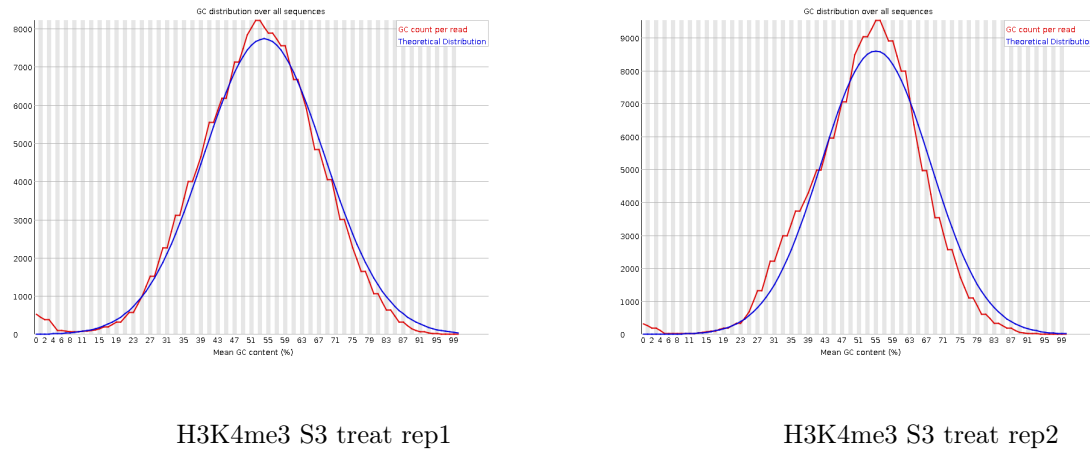 GC distribution over all sequences
GC count per read
Theoretical Distribution
8000
7000
6000
5000
4000
3000
2000
1000
0
0 2 4 6 8 11 15 19 23 27 31 35 39 43 47 51 55 59 63 67 71 75 79 83 87 91 95 99
Mean GC content (%)
H3K4me3 S3 treat rep1
GC distribution over all sequences
GC count per read
Theoretical Distributio
9000
8000
7000
6000
5000
4000
3000
2000
1000
0
0 2 4 6 8 11 15 19 23 27 31 35 39 43 47 51 55 59 63 67 71 75 79 83 87 91 95 99
Mean GC content (%)
H3K4me3 S3 treat rep2